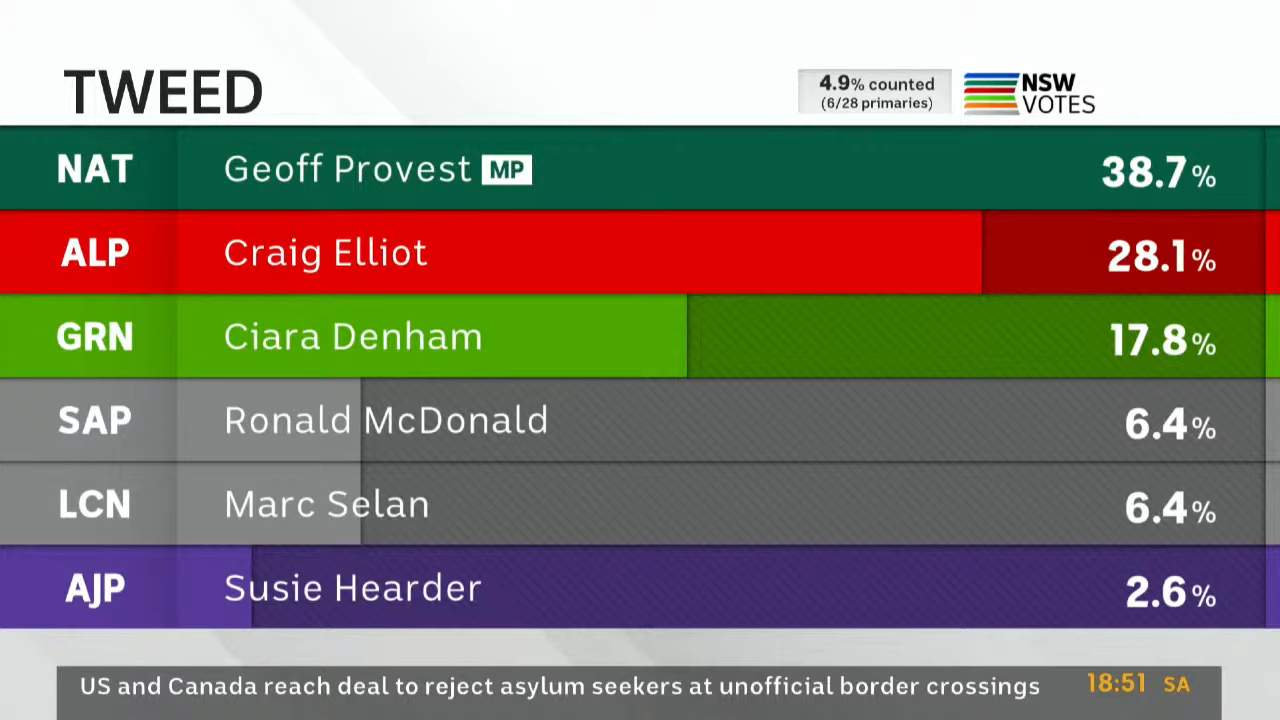 TWEED
4.9% counted
(6/28 primaries)
NSW
VOTES
NAT Geoff Provest MP 38.7%
ALP Craig Elliot 28.1%
GRN Ciara Denham 17.8%
SAP Ronald McDonald 6.4%
LCN Marc Selan 6.4%
AJP Susie Hearder 2.6%
US and Canada reach deal to reject asylum seekers at unofficial border crossings 18:51 SA